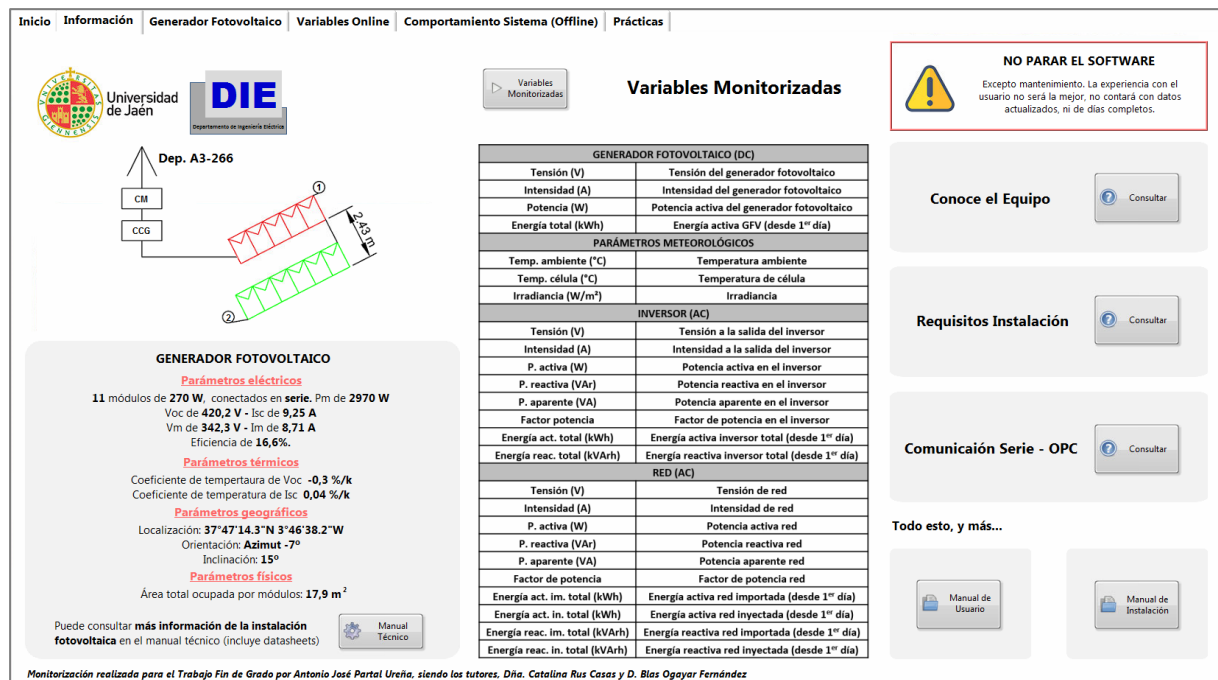 Inicio Información Generador Fotovoltaico Variables Online Comportamiento Sistema (Offline) Prácticas
UNIVERSITAS GIENNENSIS
Universidad
de Jaén
DIE
Departamento de Ingeniería Eléctrica
Dep. A3-266
CM
CCG
1
2.43 m
2
GENERADOR FOTOVOLTAICO
Parámetros eléctricos
11 módulos de 270 W, conectados en serie. Pm de 2970 W
Voc de 420,2 V - Isc de 9,25 A
Vm de 342,3 V - Im de 8,71 A
Eficiencia de 16,6%.
Parámetros térmicos
Coeficiente de tempertaura de Voc -0,3 %/k
Coeficiente de temperatura de Isc 0,04 %/k
Parámetros geográficos
Localización: 37°47'14.3"N 3°46'38.2"W
Orientación: Azimut -7º
Inclinación: 15º
Parámetros físicos
Área total ocupada por módulos: 17,9 m²
Puede consultar más información de la instalación
fotovoltaica en el manual técnico (incluye datasheets)
Manual
Técnico
Variables
Monitorizadas
Variables Monitorizadas
GENERADOR FOTOVOLTAICO (DC)
Tensión (V) Tensión del generador fotovoltaico
Intensidad (A) Intensidad del generador fotovoltaico
Potencia (W) Potencia activa del generador fotovoltaico
Energía total (kWh) Energía activa GFV (desde 1er día)
PARÁMETROS METEOROLÓGICOS
Temp. ambiente (°C) Temperatura ambiente
Temp. célula (°C) Temperatura de célula
Irradiancia (W/m²) Irradiancia
INVERSOR (AC)
Tensión (V) Tensión a la salida del inversor
Intensidad (A) Intensidad a la salida del inversor
P. activa (W) Potencia activa en el inversor
P. reactiva (VAr) Potencia reactiva en el inversor
P. aparente (VA) Potencia aparente en el inversor
Factor potencia Factor de potencia en el inversor
Energía act. total (kWh) Energía activa inversor total (desde 1er día)
Energía reac. total (kVArh) Energía reactiva inversor total (desde 1er día)
RED (AC)
Tensión (V) Tensión de red
Intensidad (A) Intensidad de red
P. activa (W) Potencia activa red
P. reactiva (VAr) Potencia reactiva red
P. aparente (VA) Potencia aparente red
Factor de potencia Factor de potencia red
Energía act. im. total (kWh) Energía activa red importada (desde 1er día)
Energía act. in. total (kWh) Energía activa red inyectada (desde 1er día)
Energía reac. im. total (kVArh) Energía reactiva red importada (desde 1er día)
Energía reac. in. total (kVArh) Energía reactiva red inyectada (desde 1er día)
NO PARAR EL SOFTWARE
Excepto mantenimiento. La experiencia con el
usuario no será la mejor, no contará con datos
actualizados, ni de días completos.
Conoce el Equipo
Consultar
Requisitos Instalación
Consultar
Comunicaión Serie - OPC
Consultar
Todo esto, y más...
Manual de
Usuario
Manual de
Instalación
Monitorización realizada para el Trabajo Fin de Grado por Antonio José Partal Ureña, siendo los tutores, Dña. Catalina Rus Casas y D. Blas Ogayar Fernández